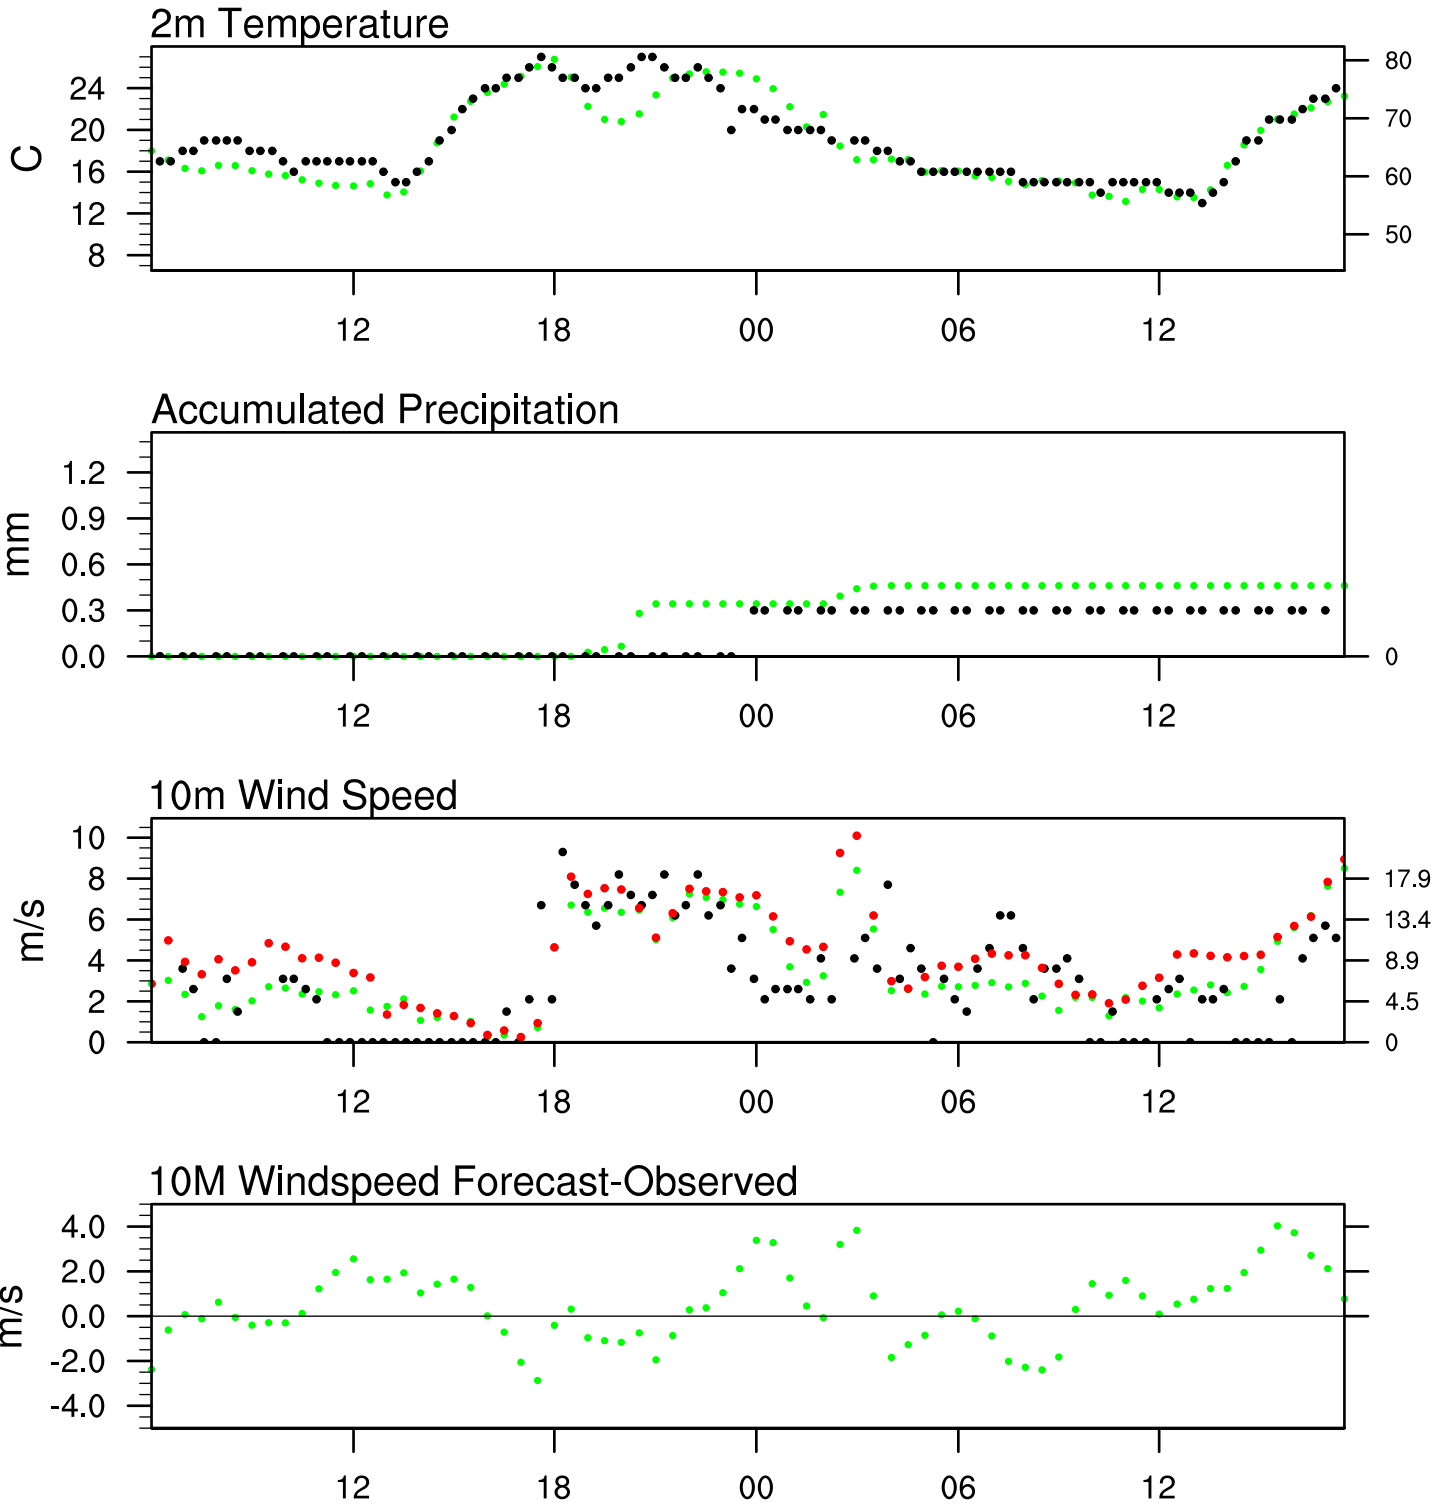 2m Temperature
C
24
20
16
12
8
80
70
60
50
12 18 00 06 12
Accumulated Precipitation
mm
1.2
0.9
0.6
0.3
0.0
0
12 18 00 06 12
10m Wind Speed
m/s
10
8
6
4
2
0
17.9
13.4
8.9
4.5
0
12 18 00 06 12
10M Windspeed Forecast-Observed
m/s
4.0
2.0
0.0
-2.0
-4.0
12 18 00 06 12